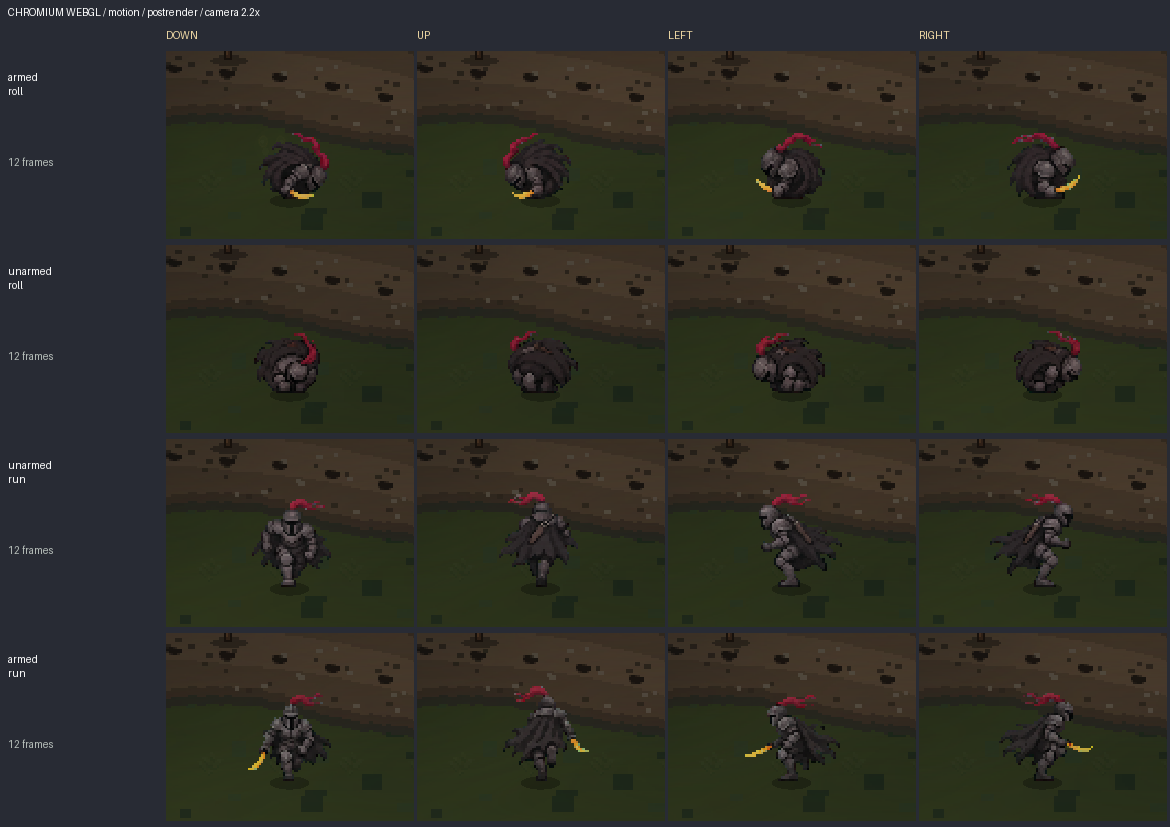 CHROMIUM WEBGL / motion / postrender / camera 2.2x
DOWN UP LEFT RIGHT
armed
roll
12 frames
unarmed
roll
12 frames
unarmed
run
12 frames
armed
run
12 frames